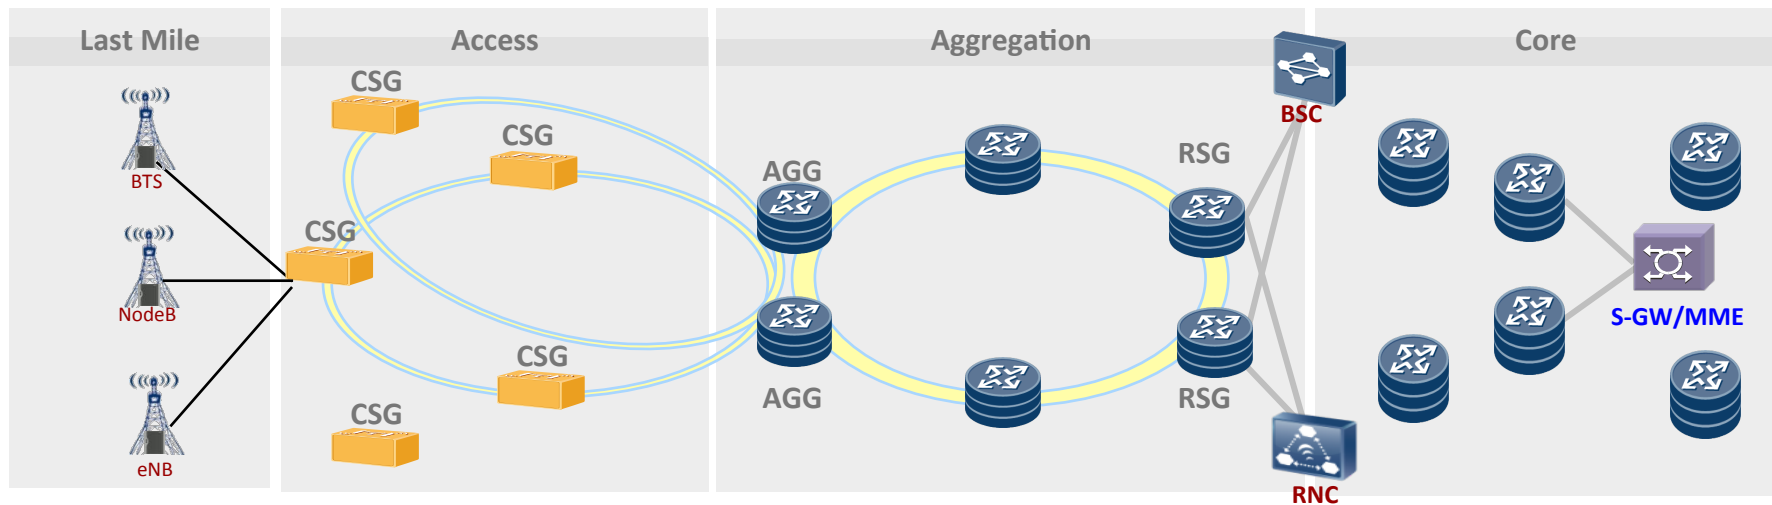 Last Mile
Access
Aggregation
Core
CSG
BSC
CSG
RSG
AGG
BTS
CSG
NodeB
S-GW/MME
CSG
AGG
RSG
CSG
eNB
RNC